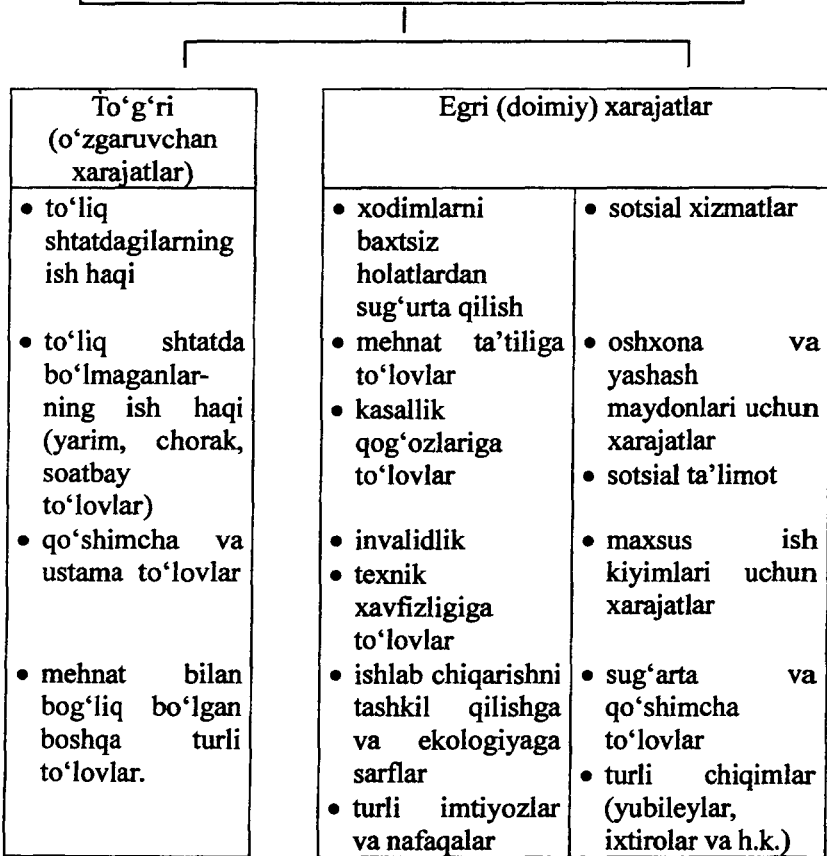 To‘g‘ri
(o‘zgaruvchan
xarajatlar)
• to‘liq
shtatdagilarning
ish haqi
• to‘liq shtatda
bo‘lmaganlar-
ning ish haqi
(yarim, chorak,
soatbay
to‘lovlar)
• qo‘shimcha va
ustama to‘lovlar
• mehnat bilan
bog‘liq bo‘lgan
boshqa turli
to‘lovlar.
Egri (doimiy) xarajatlar
• xodimlarni
baxtsiz
holatlardan
sug‘urta qilish
• mehnat ta’tiliga
to‘lovlar
• kasallik
qog‘ozlariga
to‘lovlar
• invalidlik
• texnik
xavfizligiga
to‘lovlar
• ishlab chiqarishni
tashkil qilishga
va ekologiyaga
sarflar
• turli imtiyozlar
va nafaqalar
• sotsial xizmatlar
• oshxona va
yashash
maydonlari uchun
xarajatlar
• sotsial ta’limot
• maxsus ish
kiyimlari uchun
xarajatlar
• sug‘arta va
qo‘shimcha
to‘lovlar
• turli chiqimlar
(yubileylar,
ixtirolar va h.k.)